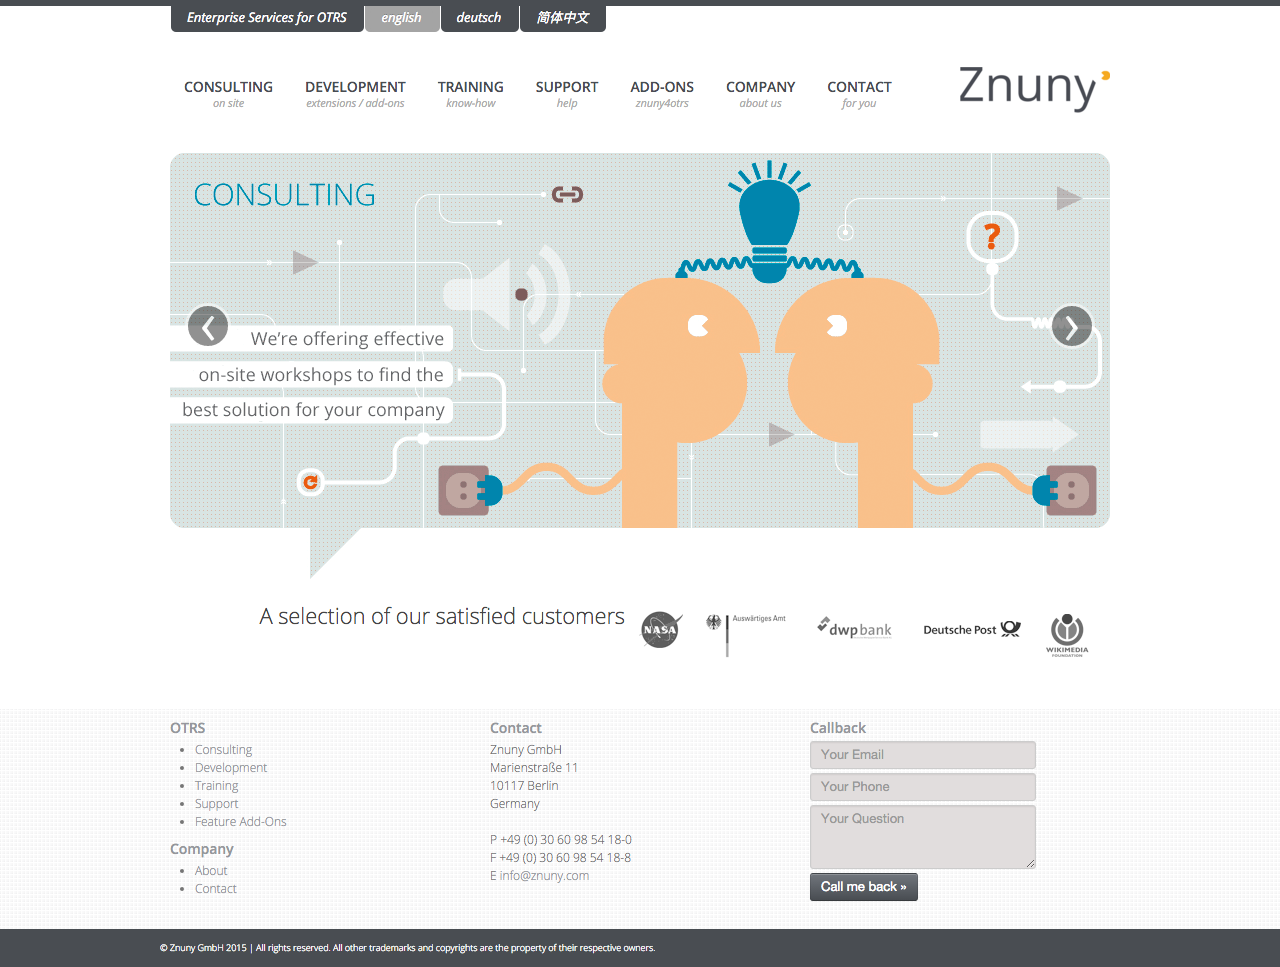 Enterprise Services for OTRS
english
deutsch
简体中文
CONSULTING
on site
DEVELOPMENT
extensions / add-ons
TRAINING
know-how
SUPPORT
help
ADD-ONS
znuny4otrs
COMPANY
about us
CONTACT
for you
Znuny
CONSULTING
?
We're offering effective
on-site workshops to find the
best solution for your company
A selection of our satisfied customers
NASA
Auswärtiges Amt
dwpbank
Deutsche Post
WIKIMEDIA
FOUNDATION
OTRS
Consulting
Development
Training
Support
Feature Add-Ons
Company
About
Contact
Contact
Znuny GmbH
Marienstraße 11
10117 Berlin
Germany
P +49 (0) 30 60 98 54 18-0
F +49 (0) 30 60 98 54 18-8
E info@znuny.com
Callback
Your Email
Your Phone
Your Question
Call me back »
© Znuny GmbH 2015 | All rights reserved. All other trademarks and copyrights are the property of their respective owners.